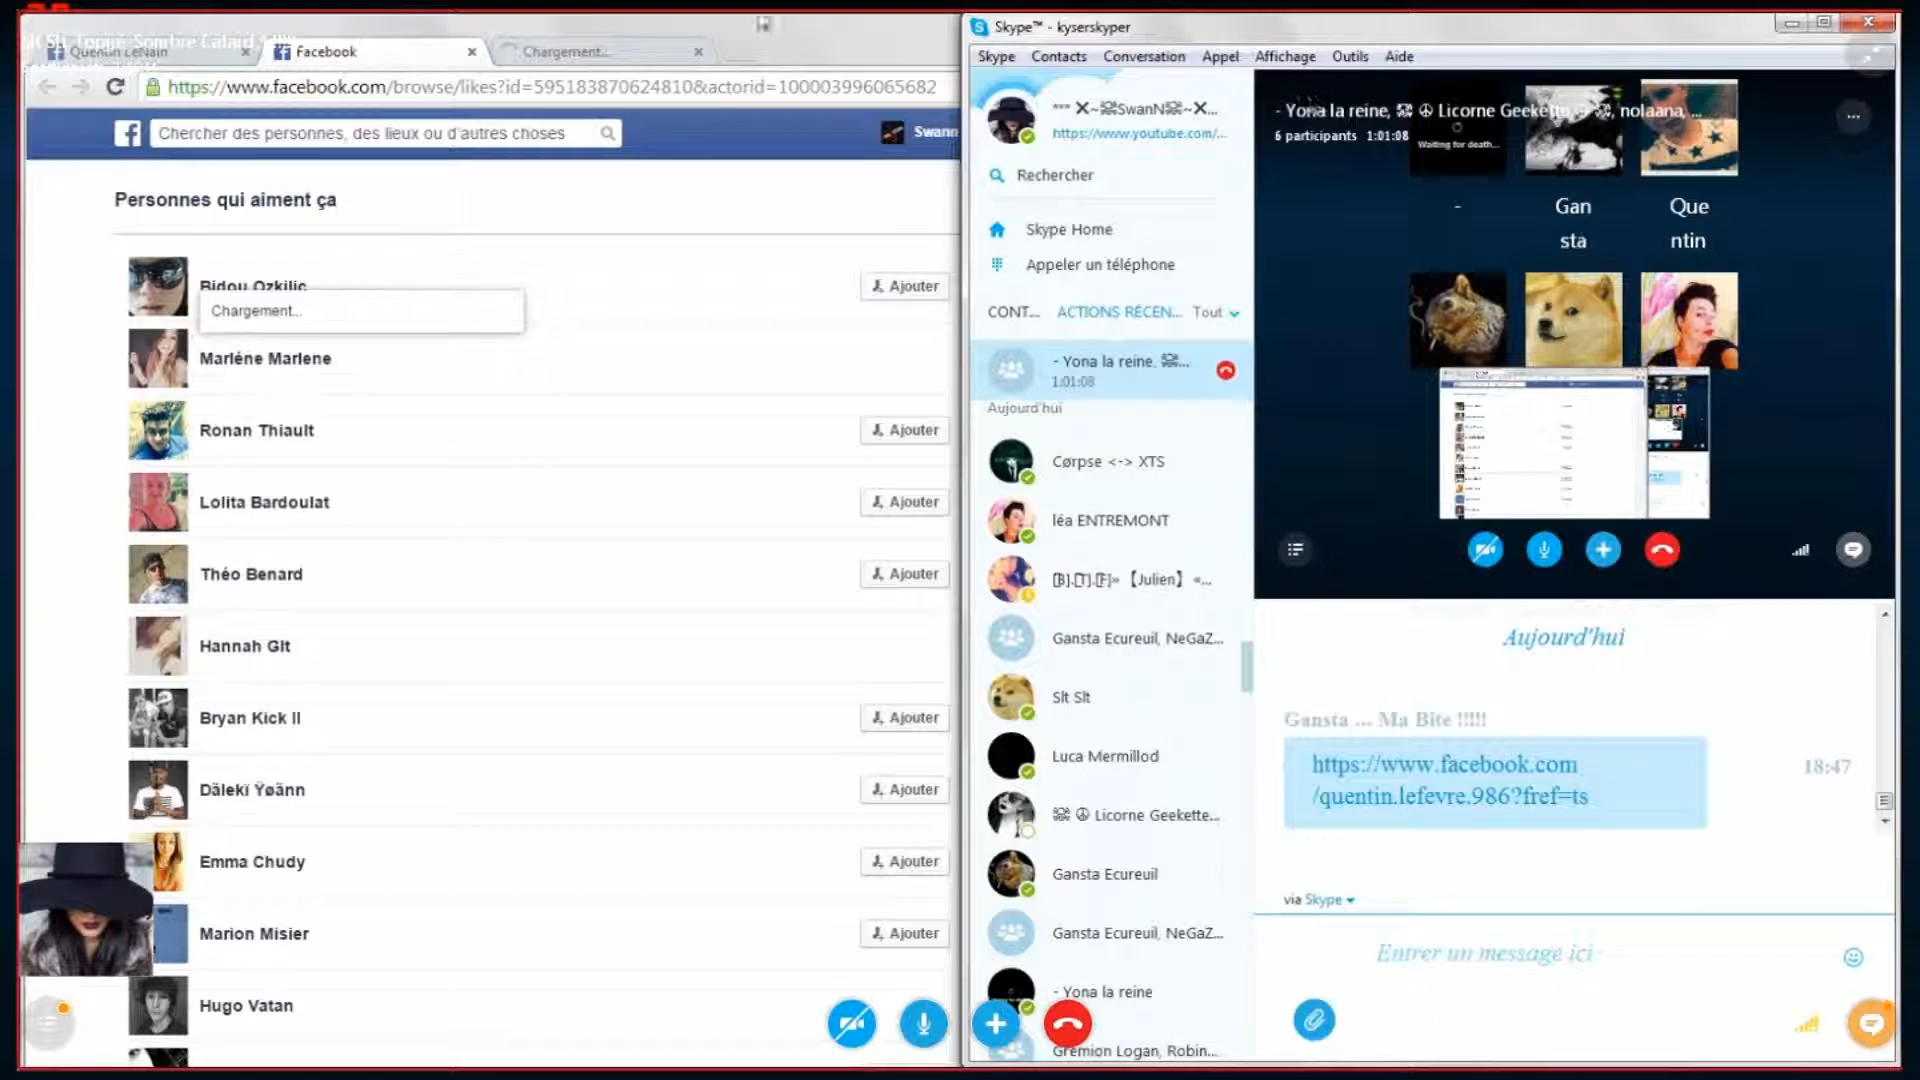 Quentin LeNain
Facebook
Chargement...
https://www.facebook.com/browse/likes?id=595183870624810&actorid=100003996065682
Chercher des personnes, des lieux ou d'autres choses
Swann
Personnes qui aiment ça
Bidou Ozkilic
Ajouter
Chargement...
Marléne Marlene
Ronan Thiault
Ajouter
Lolita Bardoulat
Ajouter
Théo Benard
Ajouter
Hannah Glt
Bryan Kick II
Ajouter
Dälekï Ÿøãnn
Ajouter
Emma Chudy
Ajouter
Marion Misier
Ajouter
Hugo Vatan
Skype™ - kyserskyper
Skype Contacts Conversation Appel Affichage Outils Aide
SwanN
https://www.youtube.com/...
Rechercher
Skype Home
Appeler un téléphone
CONT... ACTIONS RÉCEN... Tout
- Yona la reine, ...
1:01:08
Aujourd'hui
Cørpse <-> XTS
léa ENTREMONT
[B].[T].[F]» 【Julien】 «...
Gansta Ecureuil, NeGaZ...
Slt Slt
Luca Mermillod
☮ Licorne Geekette...
Gansta Ecureuil
Gansta Ecureuil, NeGaZ...
- Yona la reine
Gremion Logan, Robin...
- Yona la reine, ☮ Licorne Geekette, nolaana, ...
6 participants 1:01:08
Waiting for death...
-
Gan
sta
Que
ntin
Aujourd'hui
Gansta ... Ma Bite !!!!!
https://www.facebook.com
/quentin.lefevre.986?fref=ts
18:47
via Skype
Entrer un message ici